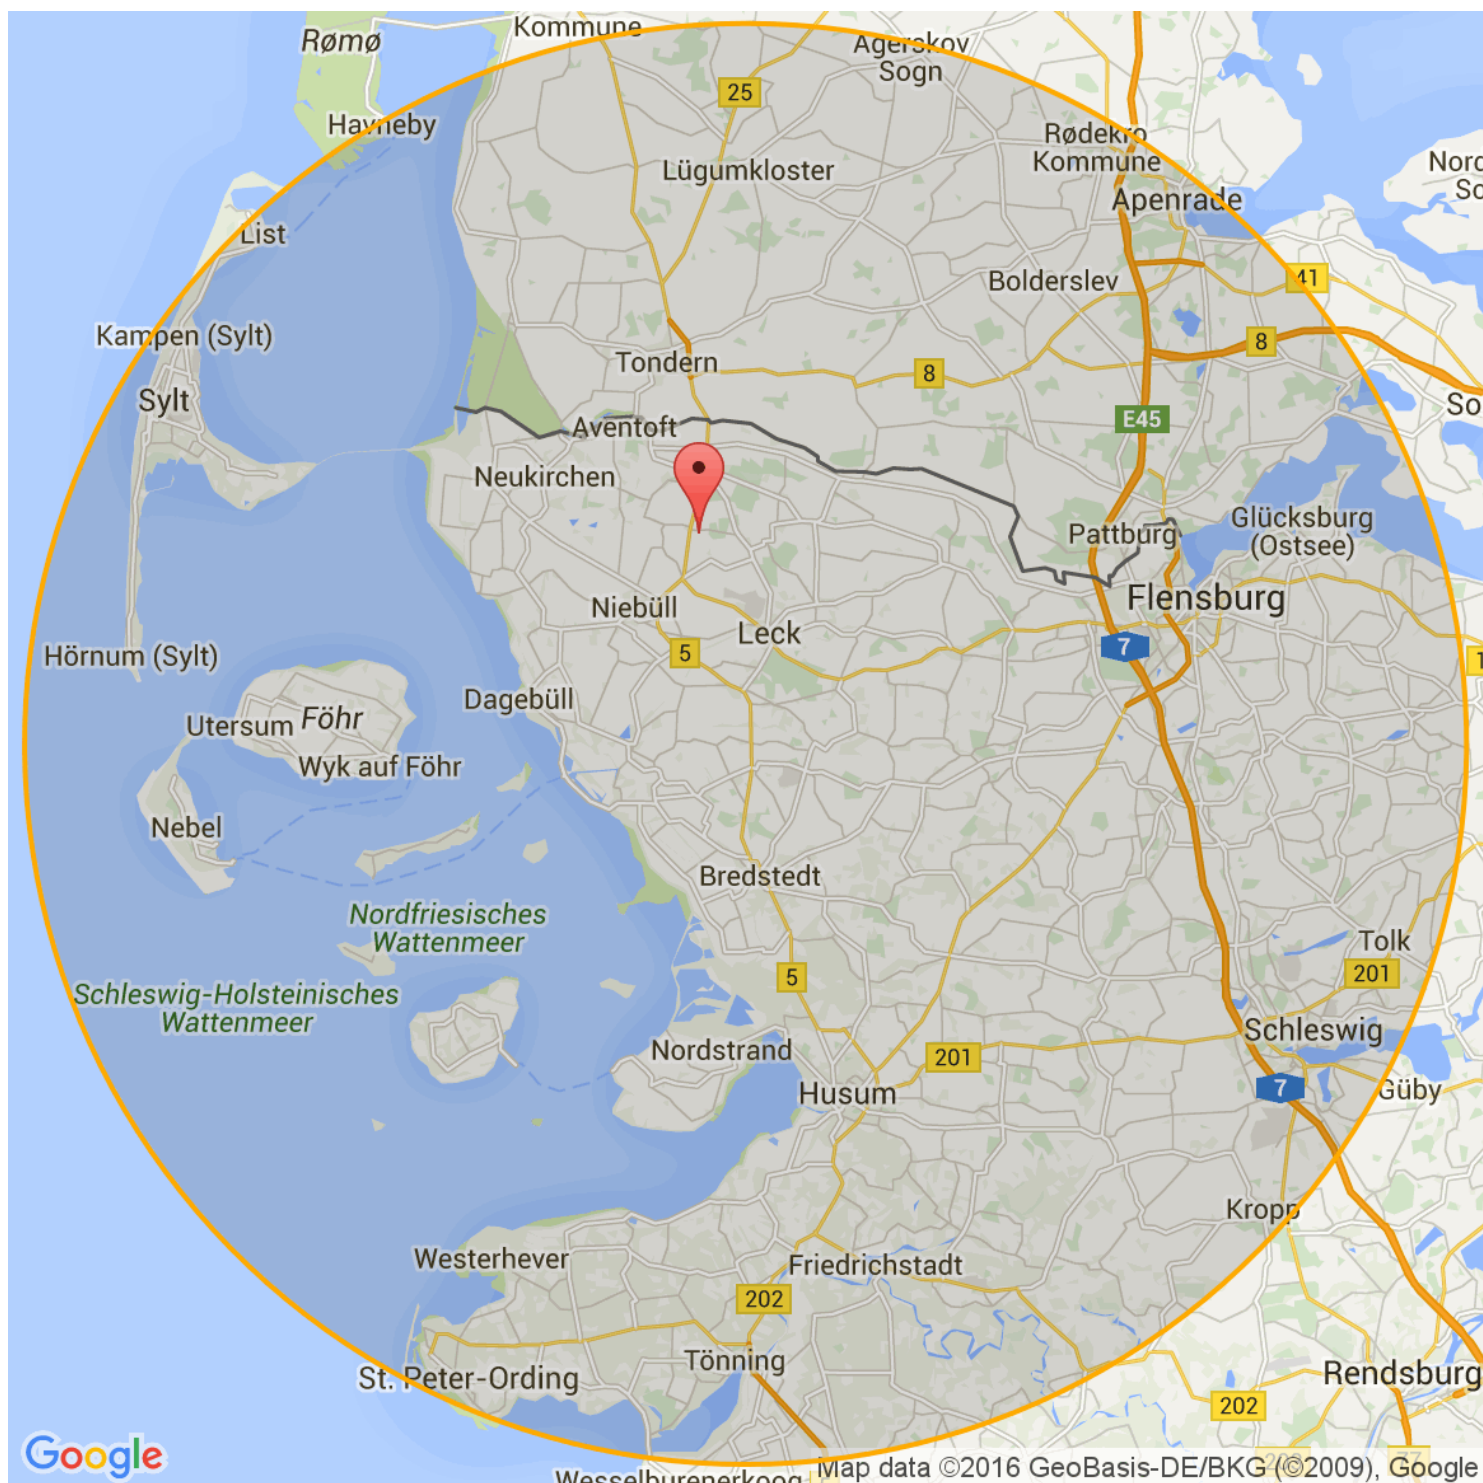 Kommune
Rømø
Agerskov
Sogn
25
Havneby
Rødekro
Kommune
Lügumkloster
Apenrade
List
Bolderslev
41
Kampen (Sylt)
8
Tondern
8
Sylt
E45
Aventoft
Neukirchen
Glücksburg
(Ostsee)
Pattburg
Flensburg
Niebüll
Leck
7
5
Hörnum (Sylt)
Dagebüll
Utersum
Föhr
Wyk auf Föhr
Nebel
Bredstedt
Nordfriesisches
Wattenmeer
Tolk
201
5
Schleswig-Holsteinisches
Wattenmeer
Schleswig
Nordstrand
201
Husum
7
Güby
Kropp
Westerhever
Friedrichstadt
202
Tönning
St. Peter-Ording
Rendsburg
202
Google
Map data ©2016 GeoBasis-DE/BKG (©2009), Google
Wesselburenerkoog